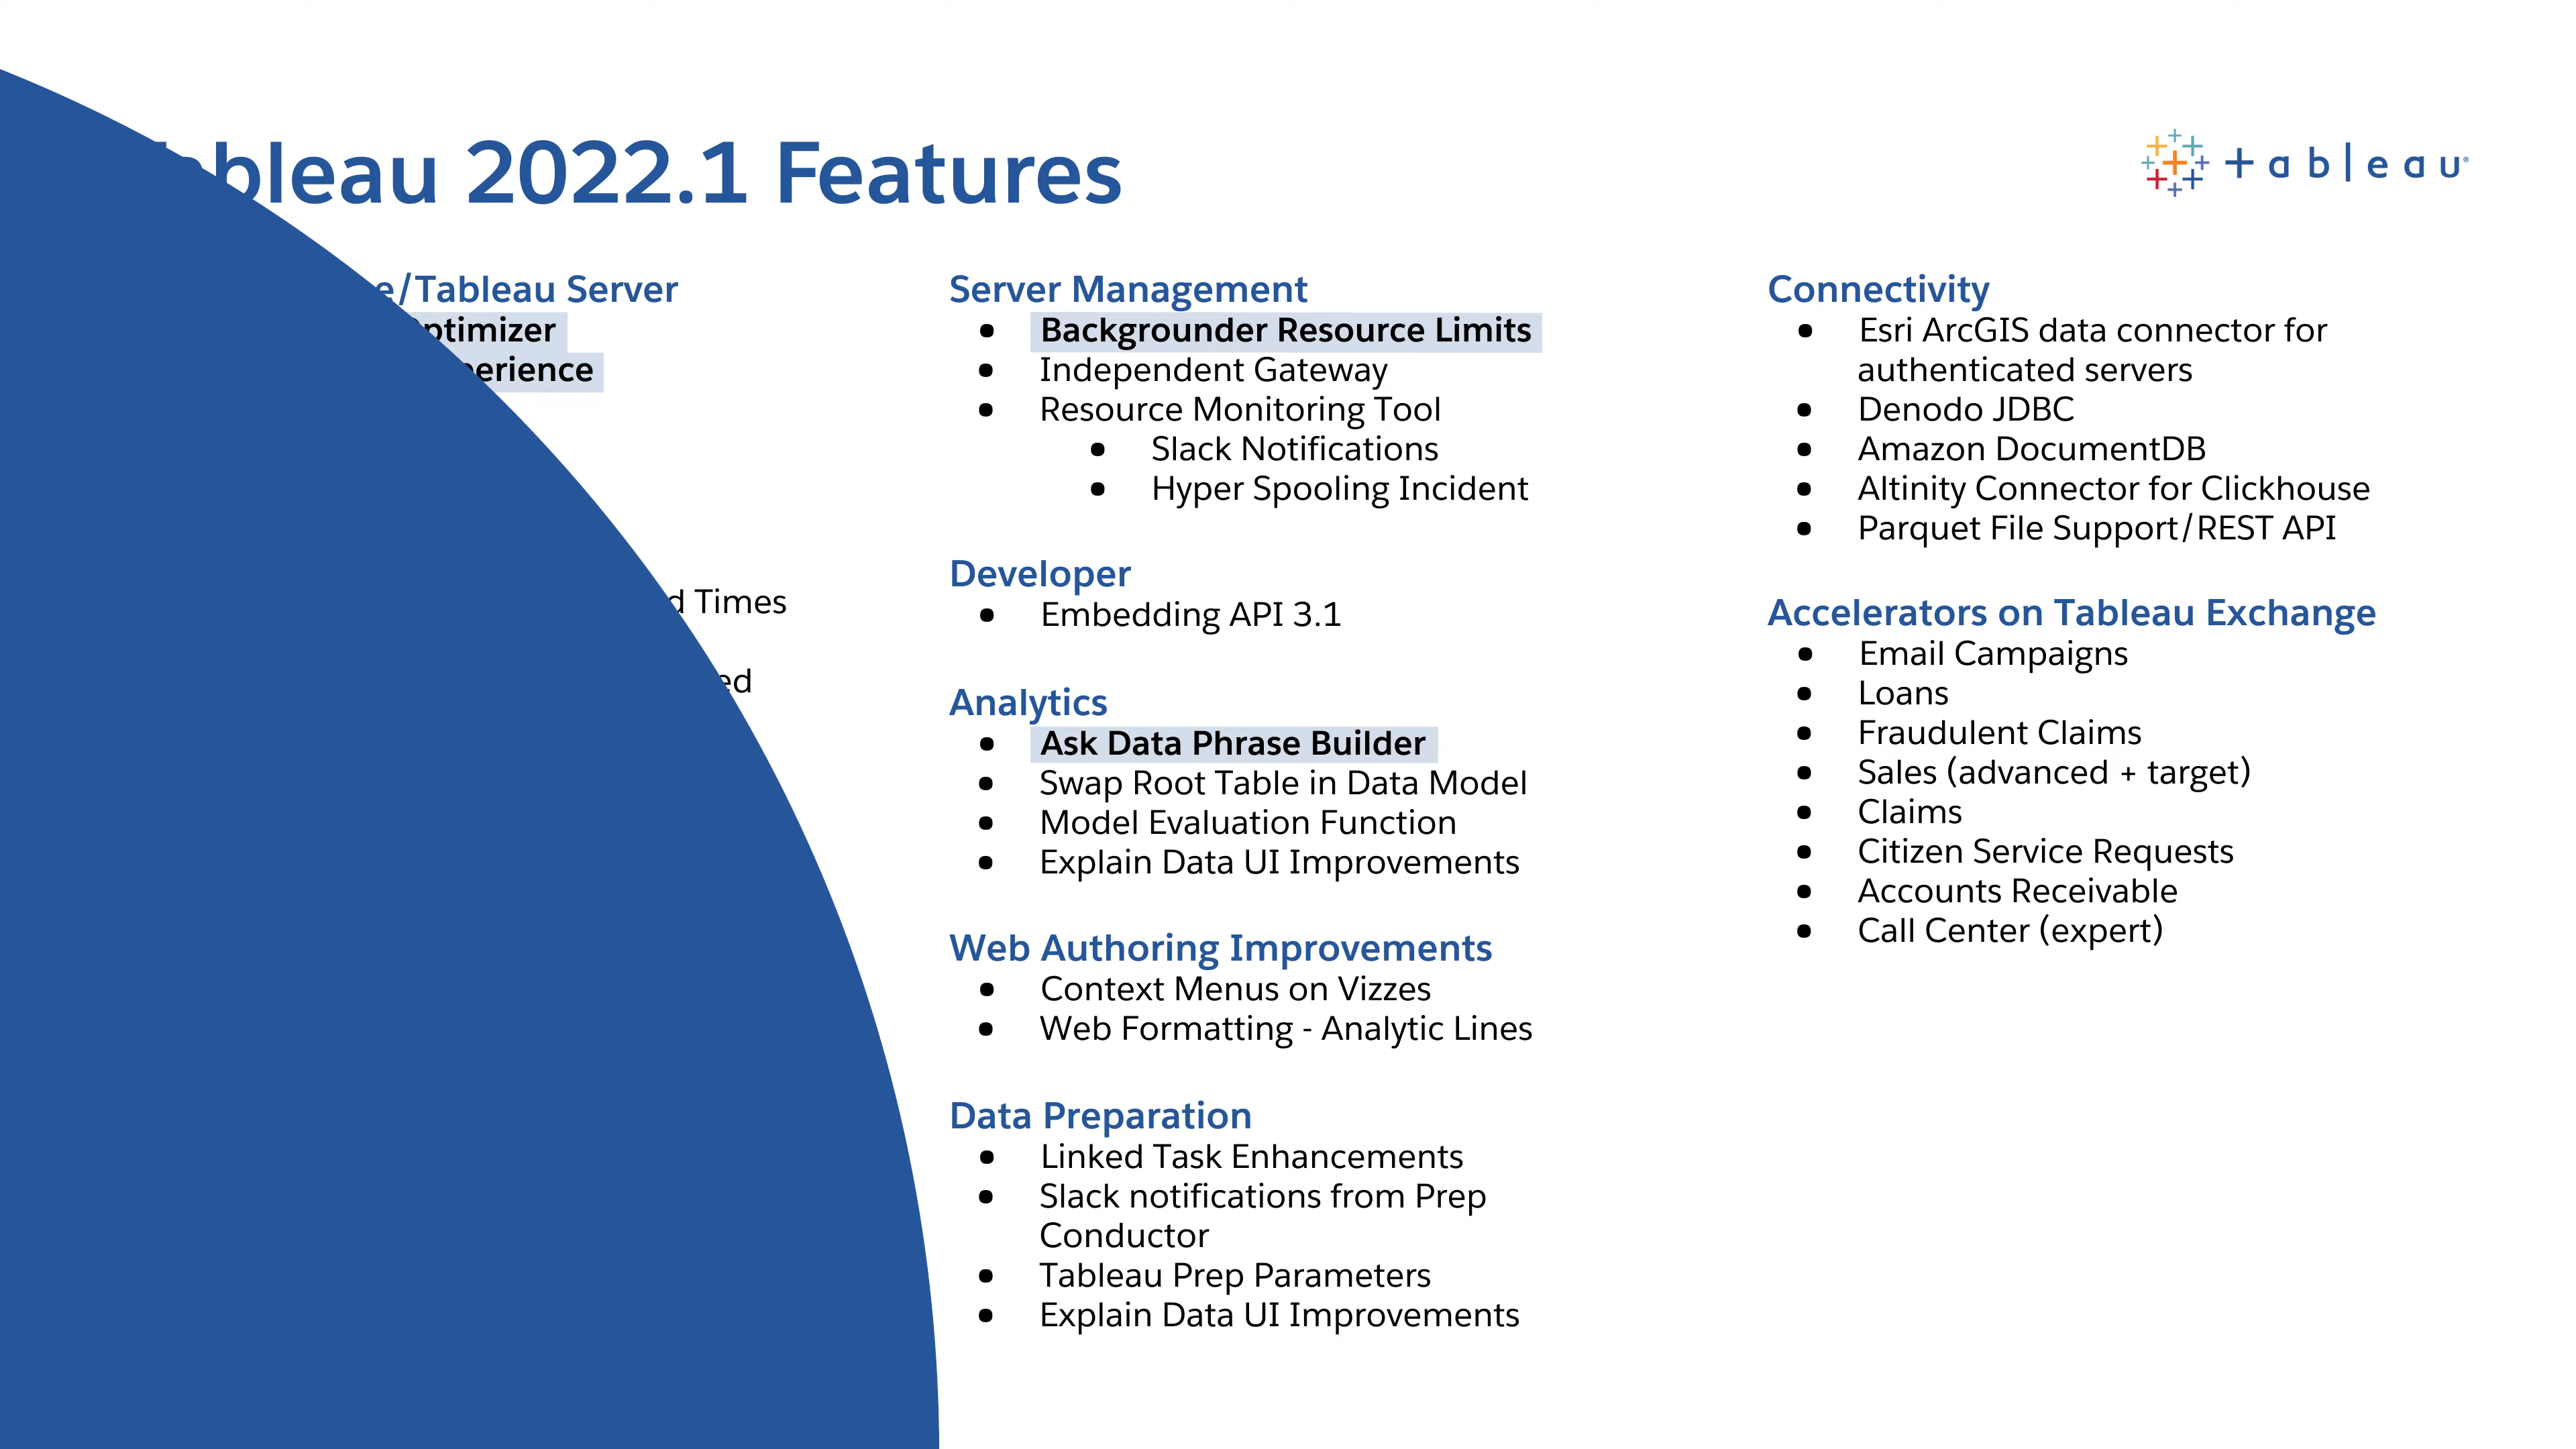 Tableau 2022.1 Features
tableau
/Tableau Server
Times
Server Management
Backgrounder Resource Limits
Independent Gateway
Resource Monitoring Tool
Slack Notifications
Hyper Spooling Incident
Developer
Embedding API 3.1
Analytics
Ask Data Phrase Builder
Swap Root Table in Data Model
Model Evaluation Function
Explain Data UI Improvements
Web Authoring Improvements
Context Menus on Vizzes
Web Formatting - Analytic Lines
Data Preparation
Linked Task Enhancements
Slack notifications from Prep
Conductor
Tableau Prep Parameters
Explain Data UI Improvements
Connectivity
Esri ArcGIS data connector for
authenticated servers
Denodo JDBC
Amazon DocumentDB
Altinity Connector for Clickhouse
Parquet File Support/REST API
Accelerators on Tableau Exchange
Email Campaigns
Loans
Fraudulent Claims
Sales (advanced + target)
Claims
Citizen Service Requests
Accounts Receivable
Call Center (expert)